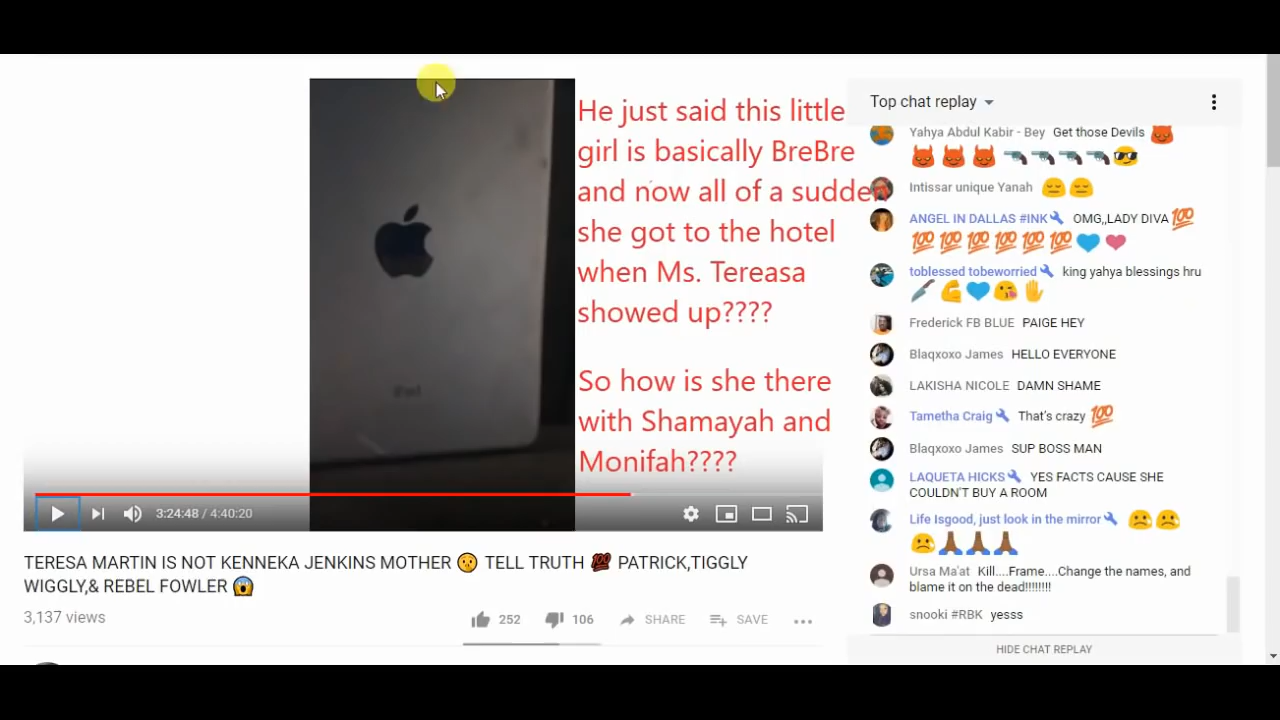 He just said this little
girl is basically BreBre
and now all of a sudden
she got to the hotel
when Ms. Tereasa
showed up????
So how is she there
with Shamayah and
Monifah????
iPad
3:24:48 / 4:40:20
TERESA MARTIN IS NOT KENNEKA JENKINS MOTHER 🤫 TELL TRUTH 💯 PATRICK,TIGGLY
WIGGLY,& REBEL FOWLER 😱
3,137 views
252
106
SHARE
SAVE
Top chat replay
Yahya Abdul Kabir - Bey Get those Devils 👿
👿👿👿🔫🔫🔫🔫😎
Intissar unique Yanah 😔😔
ANGEL IN DALLAS #INK OMG,,LADY DIVA 💯
💯💯💯💯💯💯💙❤
toblessed tobeworried king yahya blessings hru
🔪💪💙😘✋
Frederick FB BLUE PAIGE HEY
Blaqxoxo James HELLO EVERYONE
LAKISHA NICOLE DAMN SHAME
Tametha Craig That's crazy 💯
Blaqxoxo James SUP BOSS MAN
LAQUETA HICKS YES FACTS CAUSE SHE
COULDN'T BUY A ROOM
Life Isgood, just look in the mirror ☹☹
☹🙏🏾🙏🏾🙏🏾
Ursa Ma'at Kill....Frame....Change the names, and
blame it on the dead!!!!!!!!
snooki #RBK yesss
HIDE CHAT REPLAY